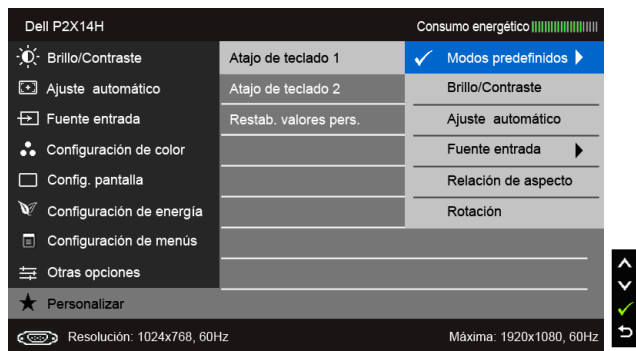 Dell P2X14H
Consumo energético
Brillo/Contraste
Atajo de teclado 1
Modos predefinidos
Ajuste automático
Atajo de teclado 2
Brillo/Contraste
Fuente entrada
Restab. valores pers.
Ajuste automático
Configuración de color
Fuente entrada
Config. pantalla
Relación de aspecto
Configuración de energía
Rotación
Configuración de menús
Otras opciones
Personalizar
Resolución: 1024x768, 60Hz
Máxima: 1920x1080, 60Hz